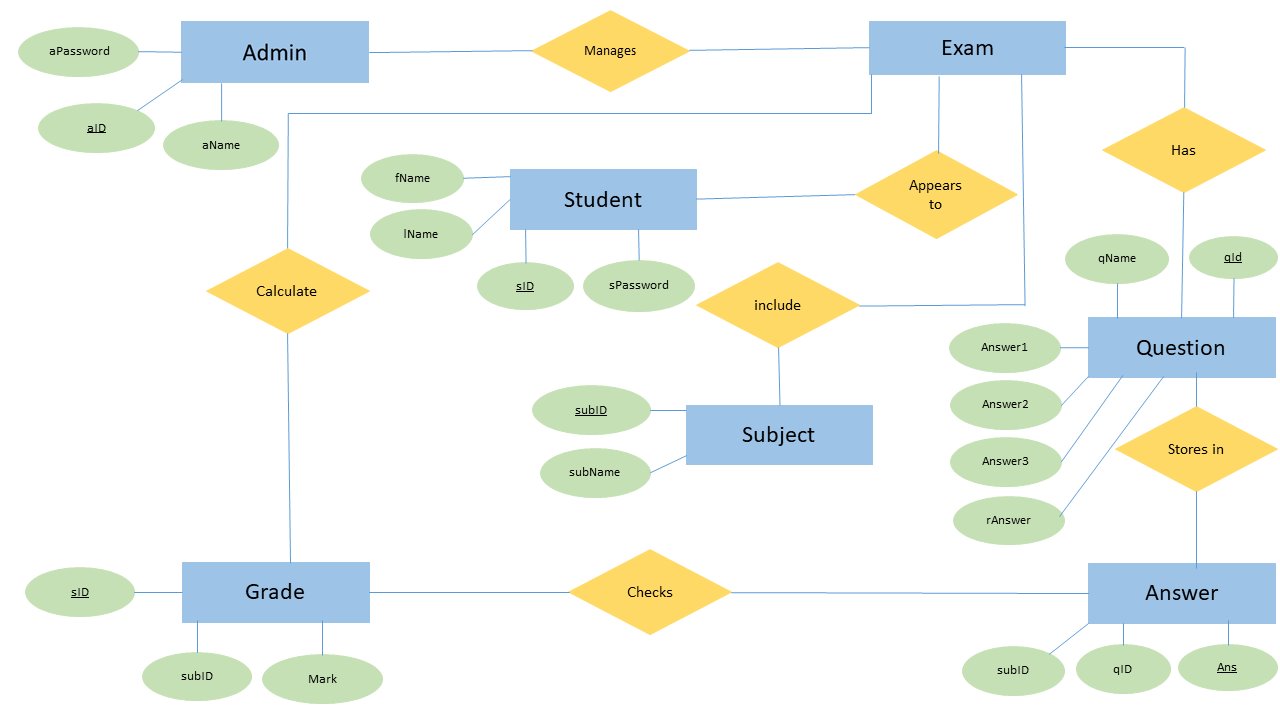 Admin
aPassword
aID
aName
Manages
Exam
Has
fName
lName
Student
sID
sPassword
Appears
to
Calculate
include
qName
qId
Question
Answer1
Answer2
Answer3
rAnswer
Stores in
subID
subName
Subject
sID
Grade
subID
Mark
Checks
Answer
subID
qID
Ans